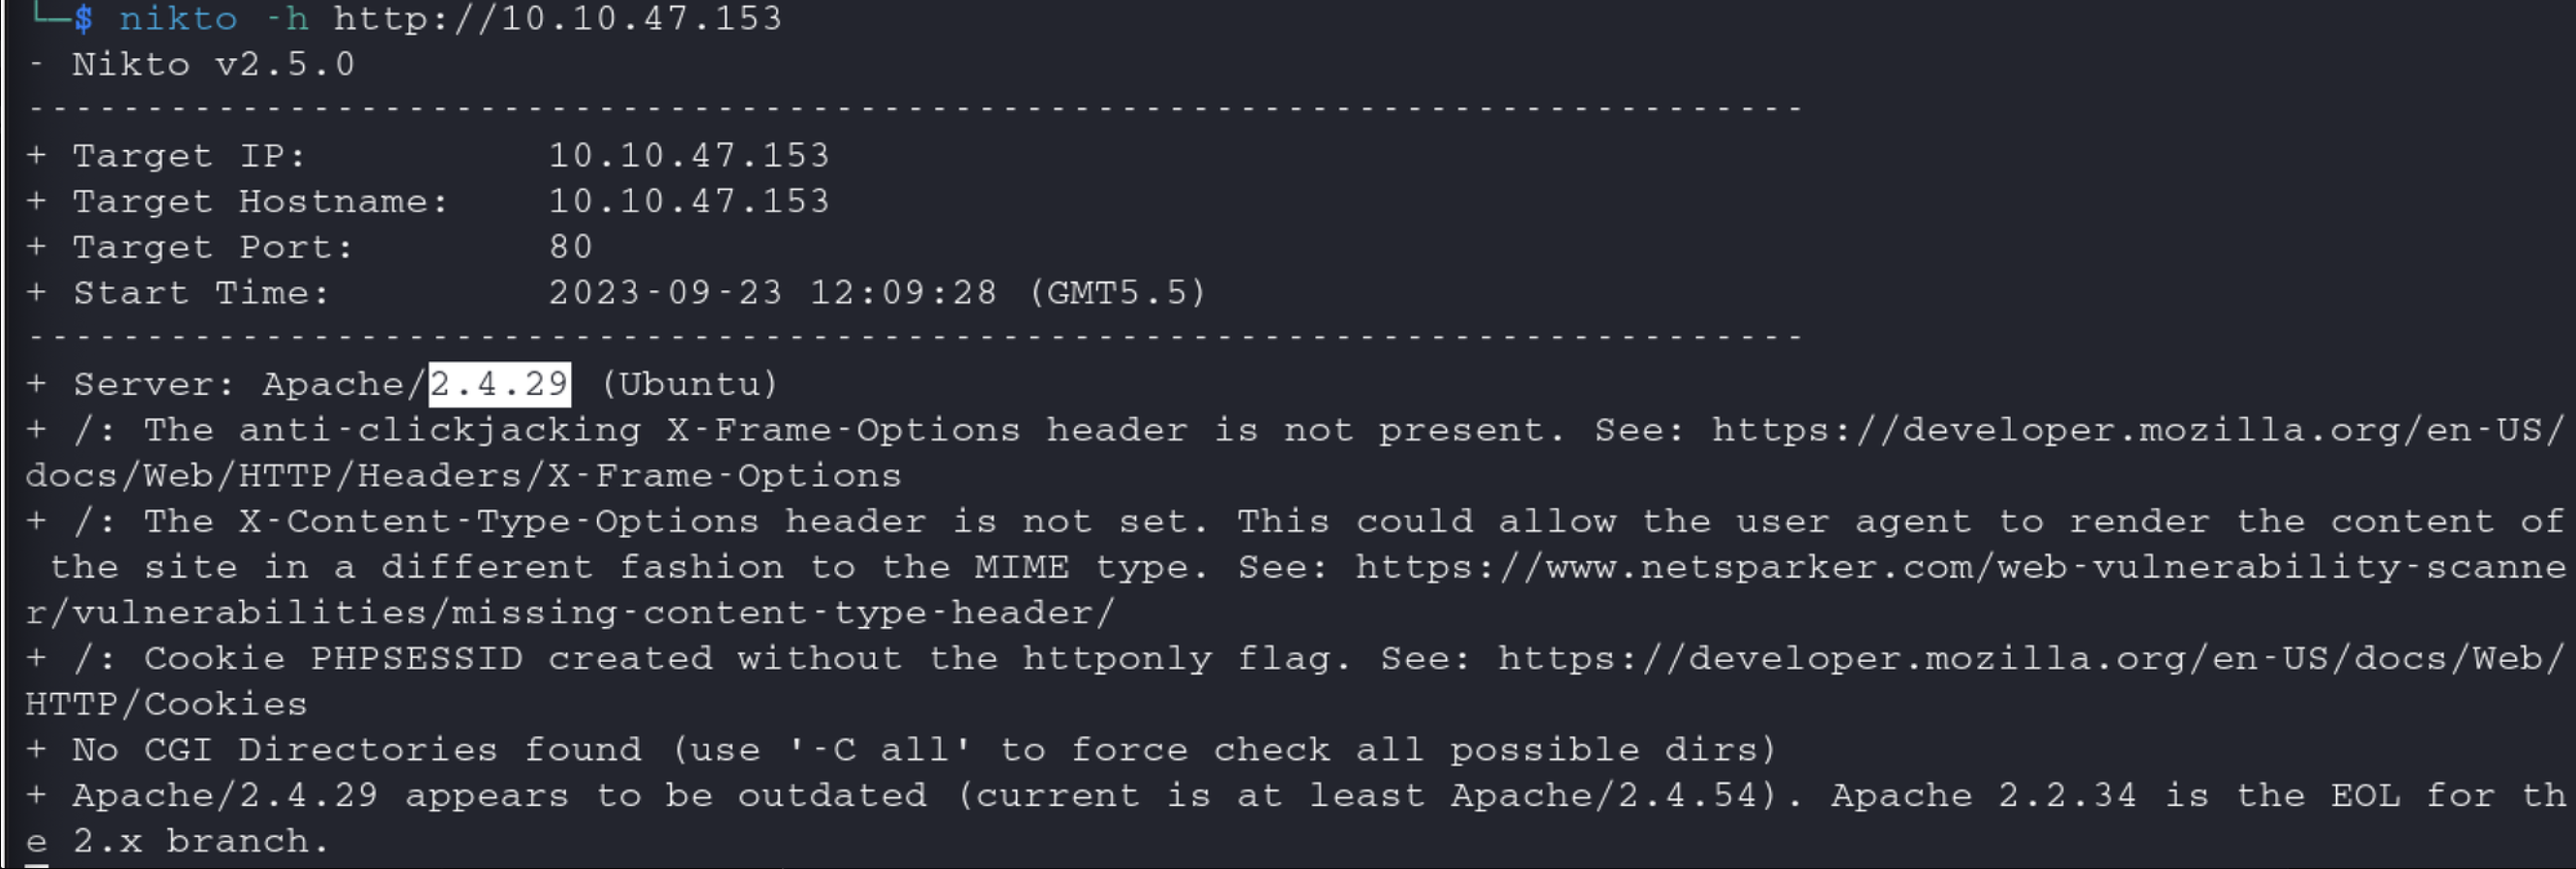 └─$ nikto -h http://10.10.47.153
- Nikto v2.5.0
---------------------------------------------------------------------------
+ Target IP:          10.10.47.153
+ Target Hostname:    10.10.47.153
+ Target Port:        80
+ Start Time:         2023-09-23 12:09:28 (GMT5.5)
---------------------------------------------------------------------------
+ Server: Apache/2.4.29 (Ubuntu)
+ /: The anti-clickjacking X-Frame-Options header is not present. See: https://developer.mozilla.org/en-US/
docs/Web/HTTP/Headers/X-Frame-Options
+ /: The X-Content-Type-Options header is not set. This could allow the user agent to render the content of
 the site in a different fashion to the MIME type. See: https://www.netsparker.com/web-vulnerability-scanne
r/vulnerabilities/missing-content-type-header/
+ /: Cookie PHPSESSID created without the httponly flag. See: https://developer.mozilla.org/en-US/docs/Web/
HTTP/Cookies
+ No CGI Directories found (use '-C all' to force check all possible dirs)
+ Apache/2.4.29 appears to be outdated (current is at least Apache/2.4.54). Apache 2.2.34 is the EOL for th
e 2.x branch.